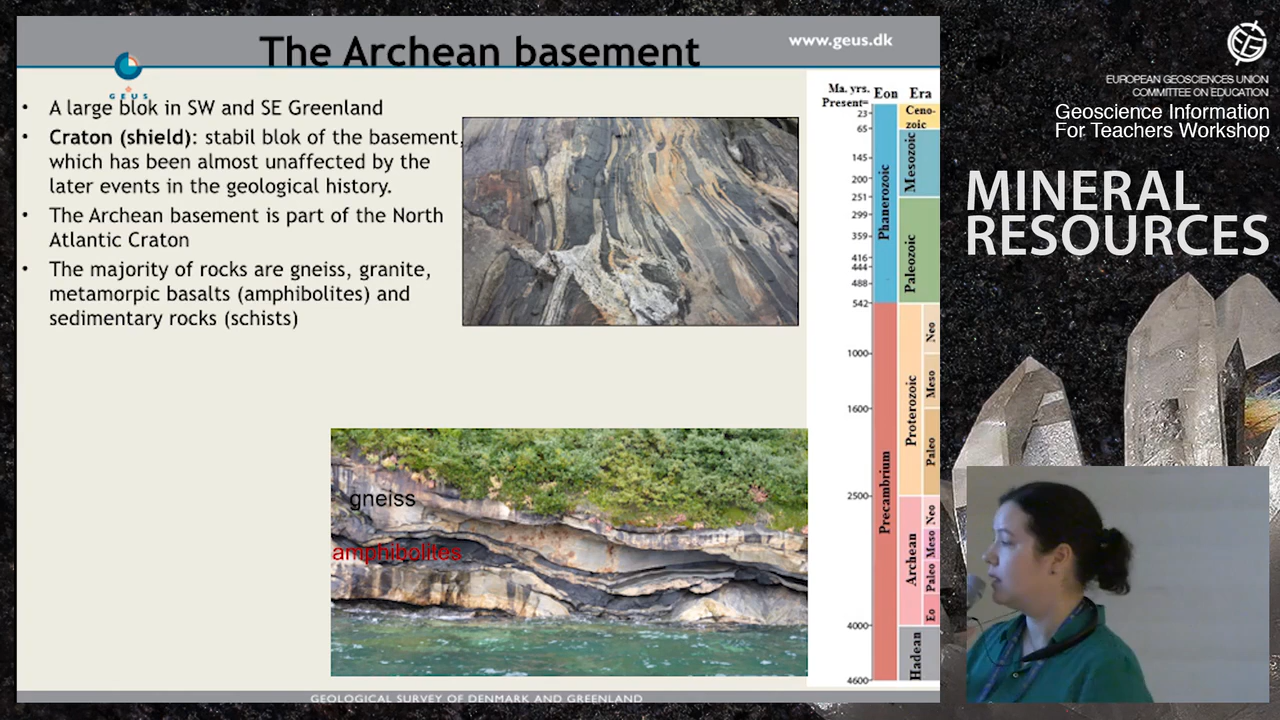 The Archean basement
www.geus.dk
G E U S
• A large blok in SW and SE Greenland
• Craton (shield): stabil blok of the basement,
which has been almost unaffected by the
later events in the geological history.
• The Archean basement is part of the North
Atlantic Craton
• The majority of rocks are gneiss, granite,
metamorpic basalts (amphibolites) and
sedimentary rocks (schists)
gneiss
amphibolites
Ma. yrs.
Present=
Eon
Era
23
65
145
200
251
299
359
416
444
488
542
1000
1600
2500
4000
4600
Phanerozoic
Precambrium
Ceno-
zoic
Mesozoic
Paleozoic
Proterozoic
Neo
Meso
Paleo
Archean
Neo
Meso
Paleo
Eo
Hadean
GEOLOGICAL SURVEY OF DENMARK AND GREENLAND
EUROPEAN GEOSCIENCES UNION
COMMITTEE ON EDUCATION
Geoscience Information
For Teachers Workshop
MINERAL
RESOURCES